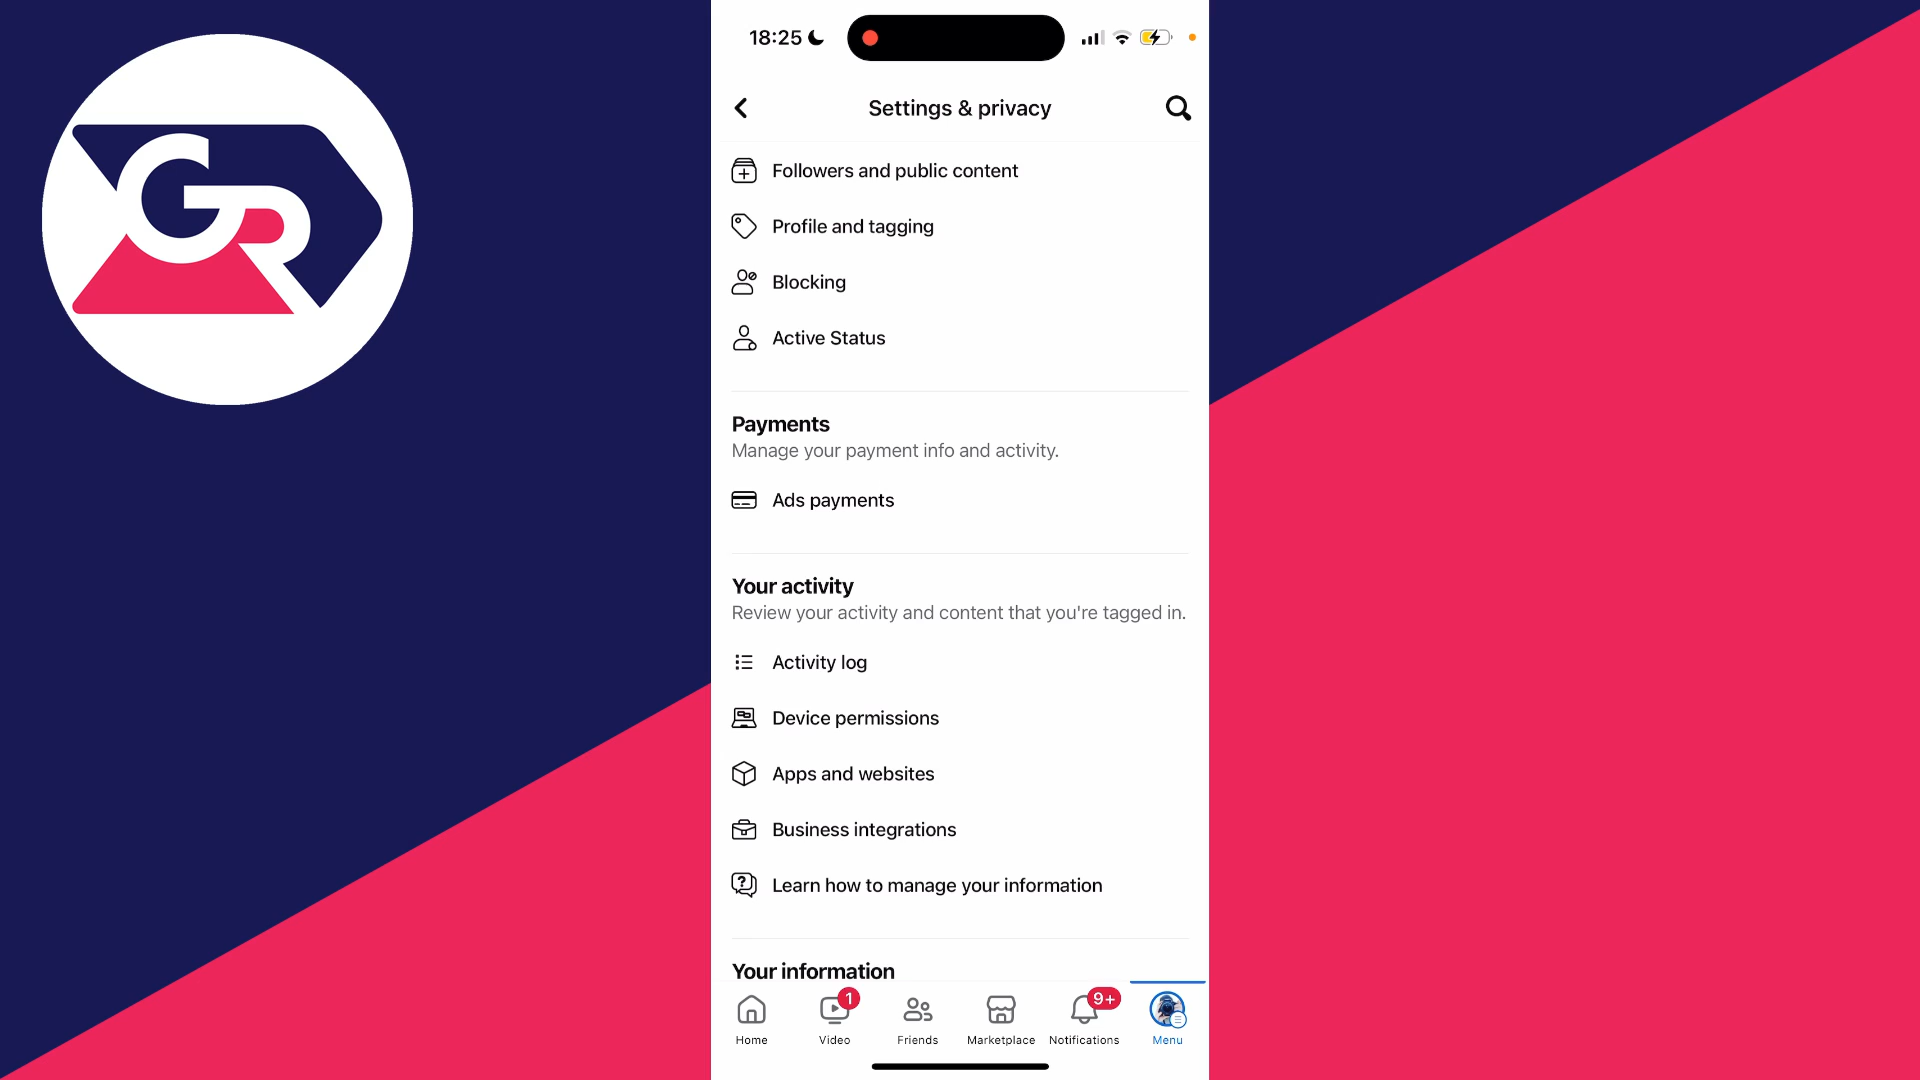 GR
18:25
Settings & privacy
Followers and public content
Profile and tagging
Blocking
Active Status
Payments
Manage your payment info and activity.
Ads payments
Your activity
Review your activity and content that you're tagged in.
Activity log
Device permissions
Apps and websites
Business integrations
Learn how to manage your information
Your information
1
9+
Home
Video
Friends
Marketplace
Notifications
Menu